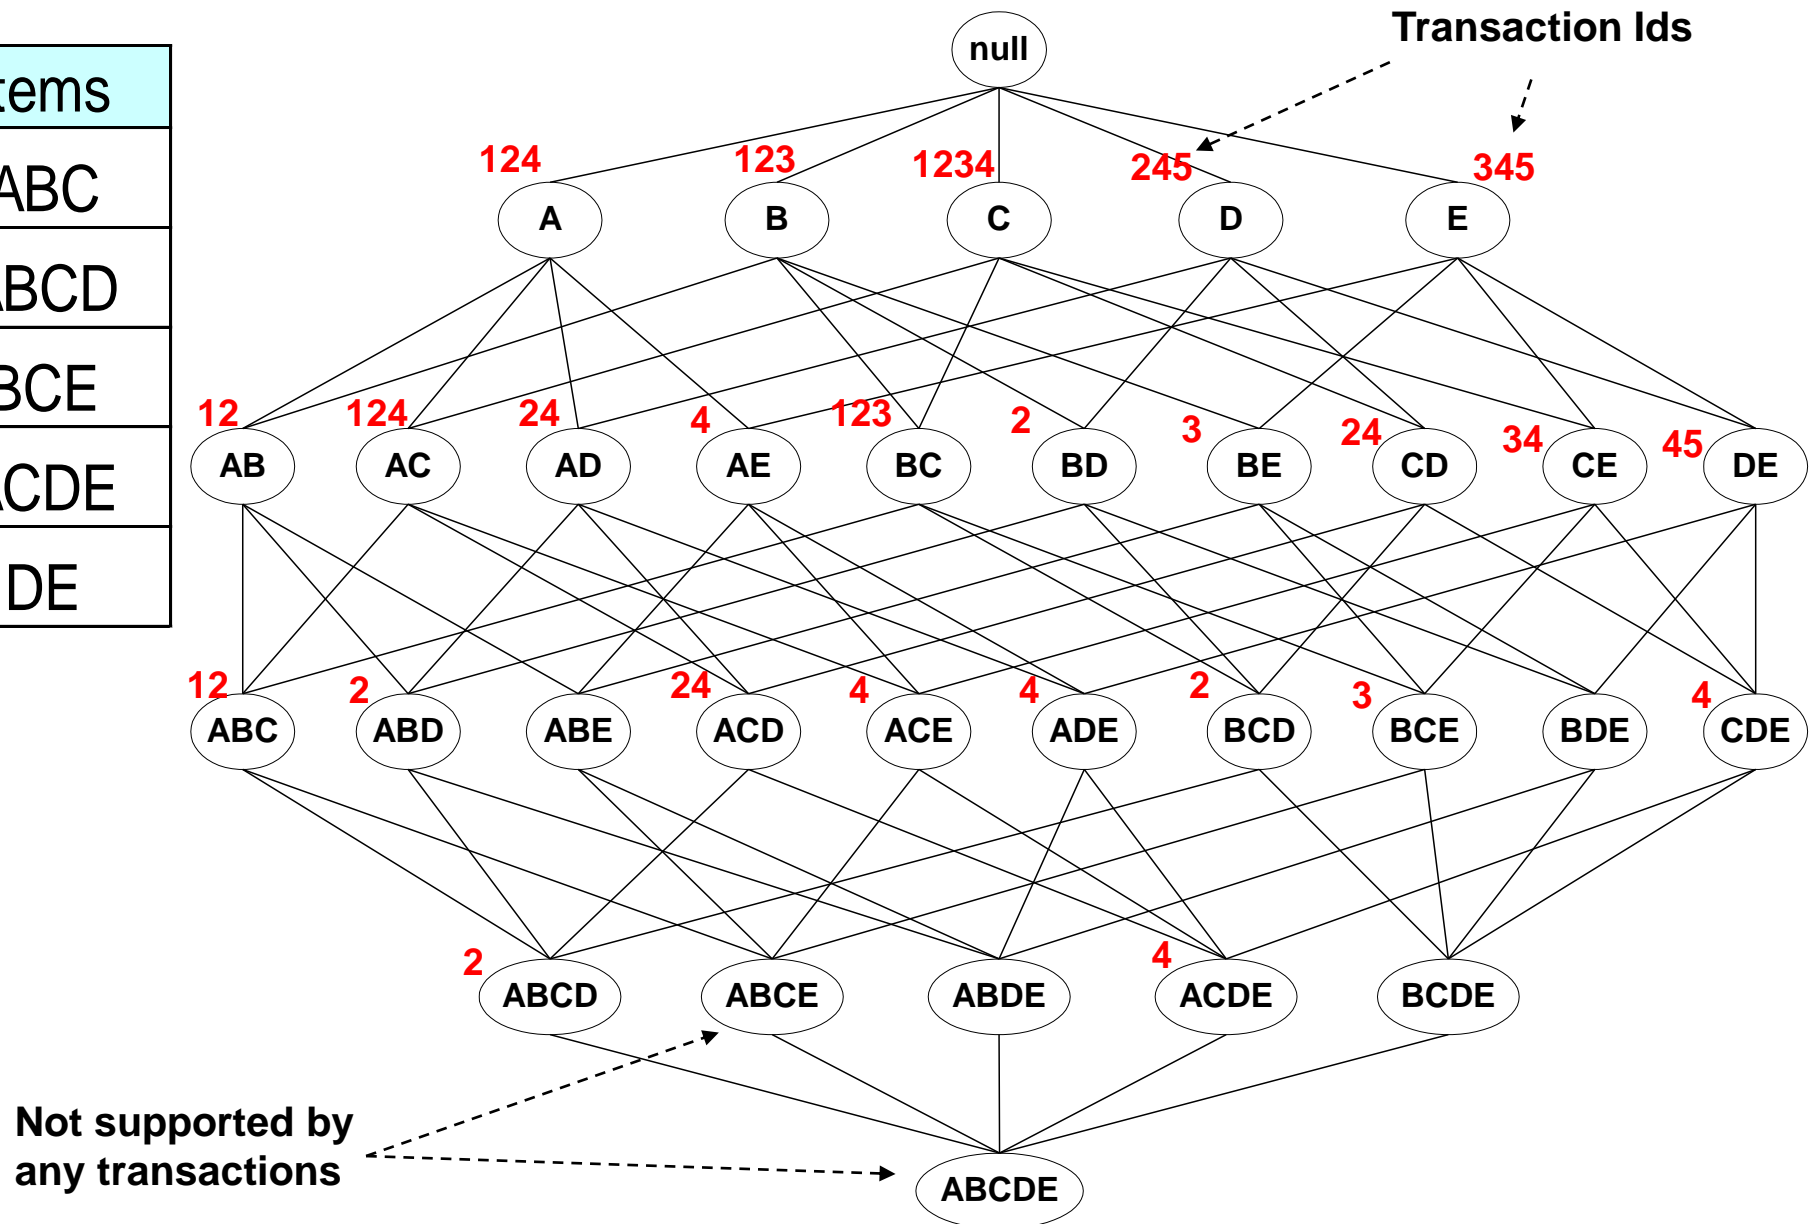 Transaction Ids
null
tems
ABC
ABCD
BCE
ACDE
DE
124 123 1234 245 345
A B C D E
12 124 24 4 123 2 3 24 34 45
AB AC AD AE BC BD BE CD CE DE
12 2 24 4 4 2 3 4
ABC ABD ABE ACD ACE ADE BCD BCE BDE CDE
2 4
ABCD ABCE ABDE ACDE BCDE
Not supported by
any transactions
ABCDE